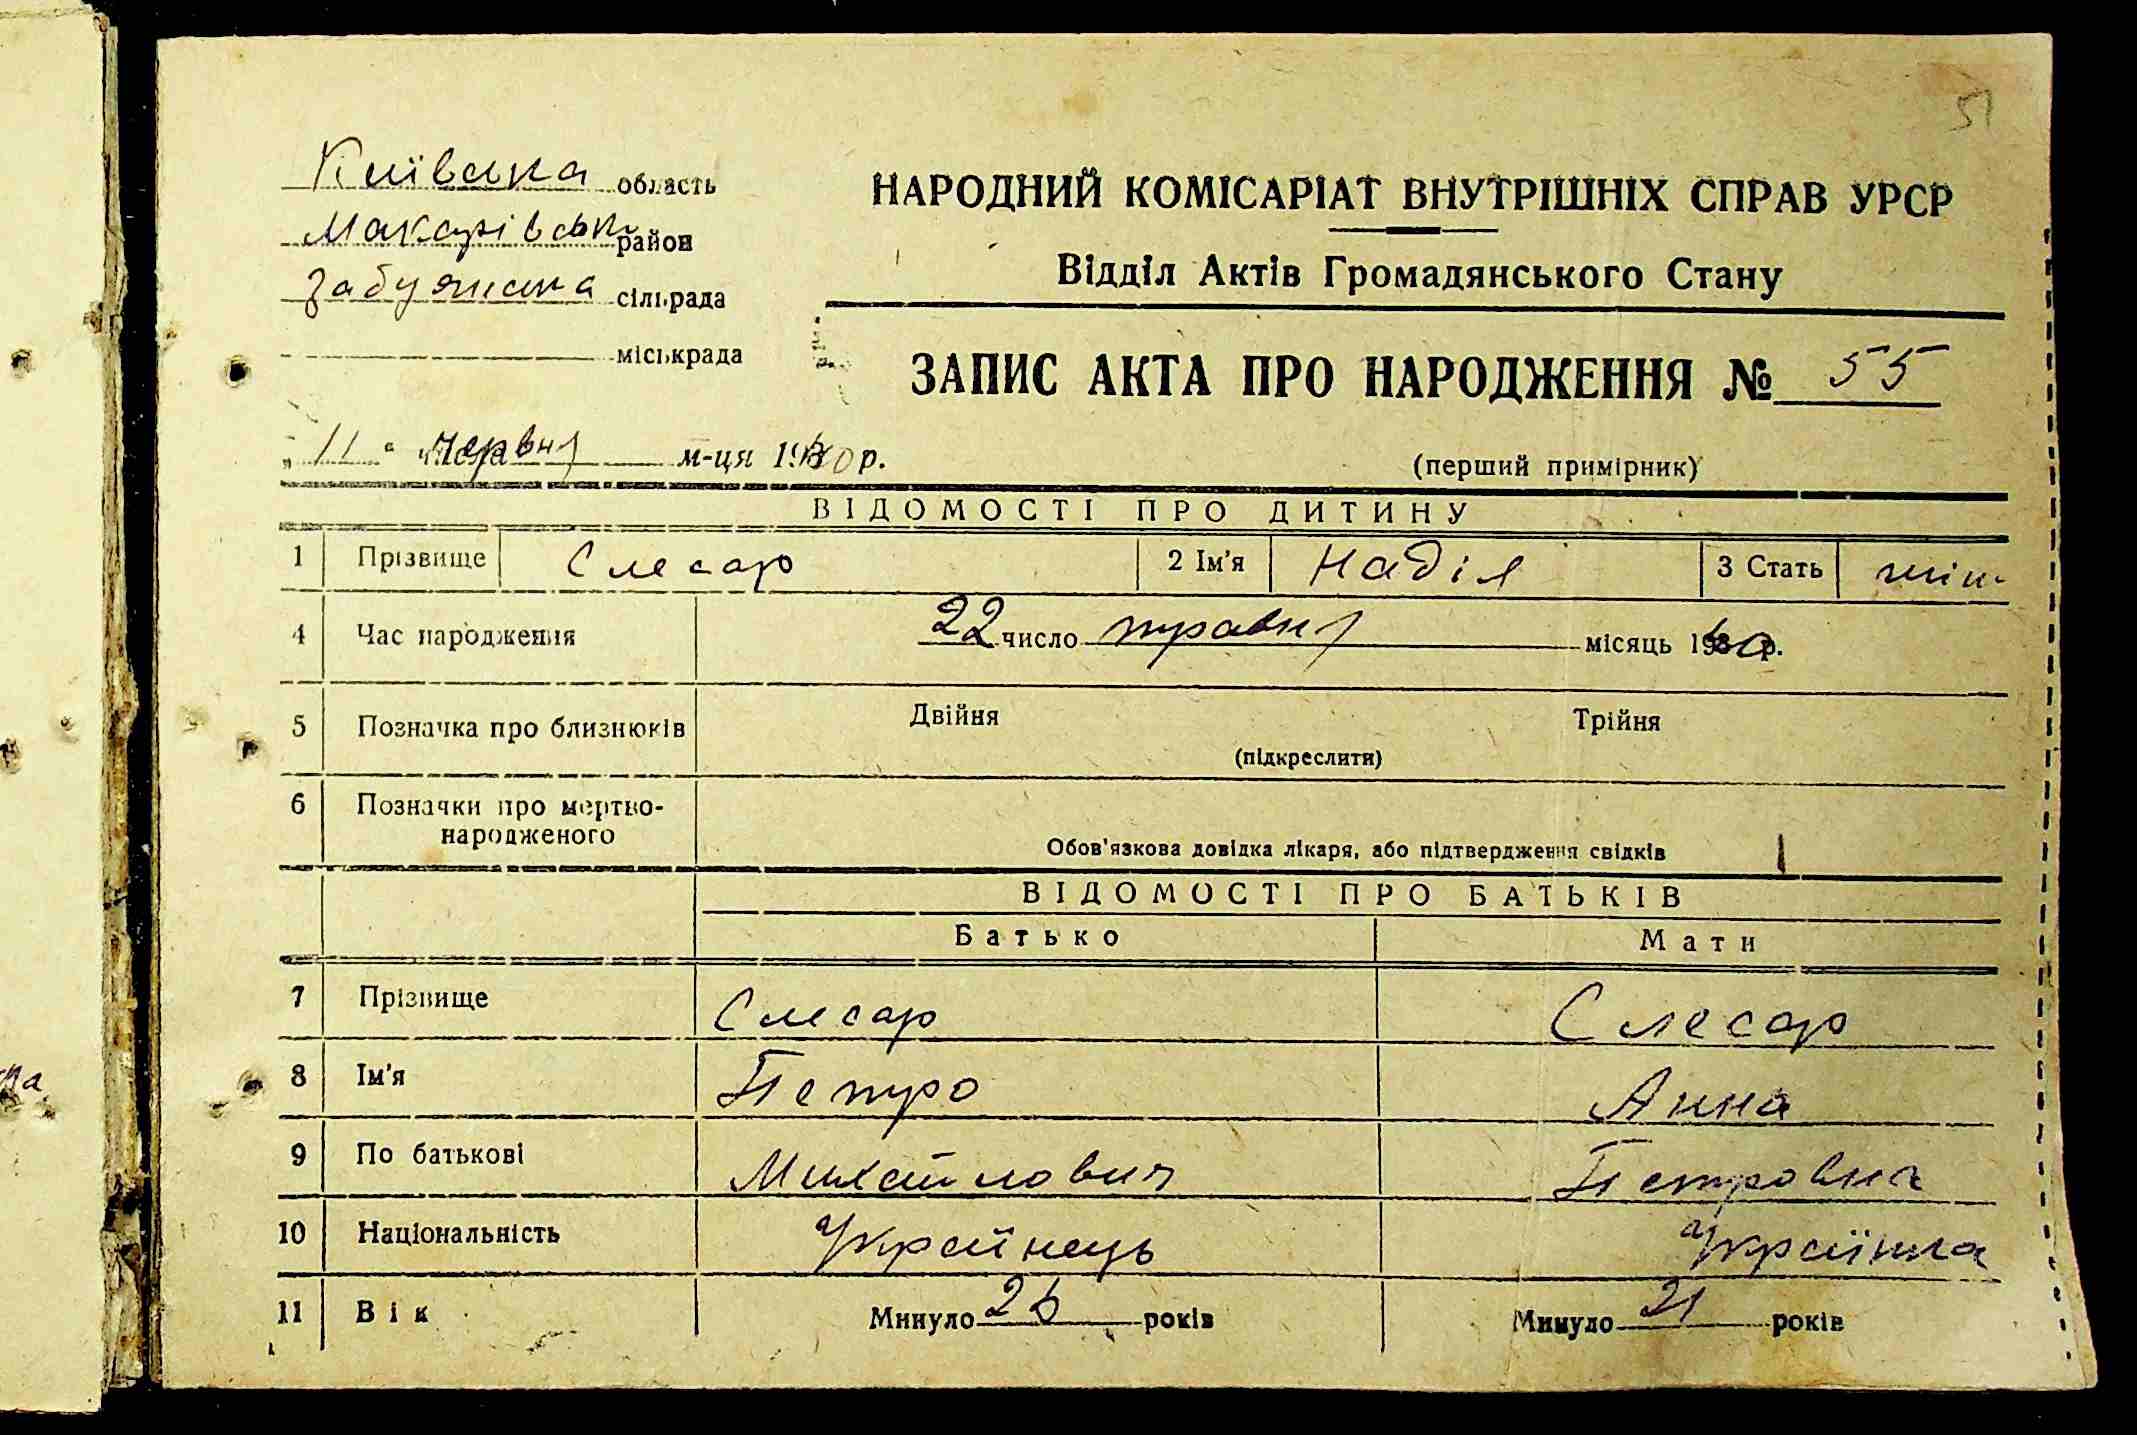 51
Київська область
Макарівськ район
Забуянська сільрада
міськрада
НАРОДНИЙ КОМІСАРІАТ ВНУТРІШНІХ СПРАВ УРСР
Відділ Актів Громадянського Стану
ЗАПИС АКТА ПРО НАРОДЖЕННЯ № 55
(перший примірник)
„11“ червня м-ця 1940 р.
ВІДОМОСТІ ПРО ДИТИНУ
1 Прізвище Слесар 2 Ім'я Надія 3 Стать жін
4 Час народження 22 число травня місяць 1940 р.
5 Позначка про близнюків Двійня Трійня
(підкреслити)
6 Позначки про мертво-
народженого
Обов'язкова довідка лікаря, або підтвердження свідків
ВІДОМОСТІ ПРО БАТЬКІВ
Батько Мати
7 Прізвище Слесар Слесар
8 Ім'я Петро Анна
9 По батькові Михайлович Петровна
10 Національність Українець Українка
11 Вік Минуло 26 років Минуло 21 років